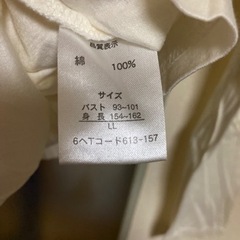 品質表示
綿 100%
サイズ
バスト 93~101
身長 154~162
LL
6ヘTコード613-157